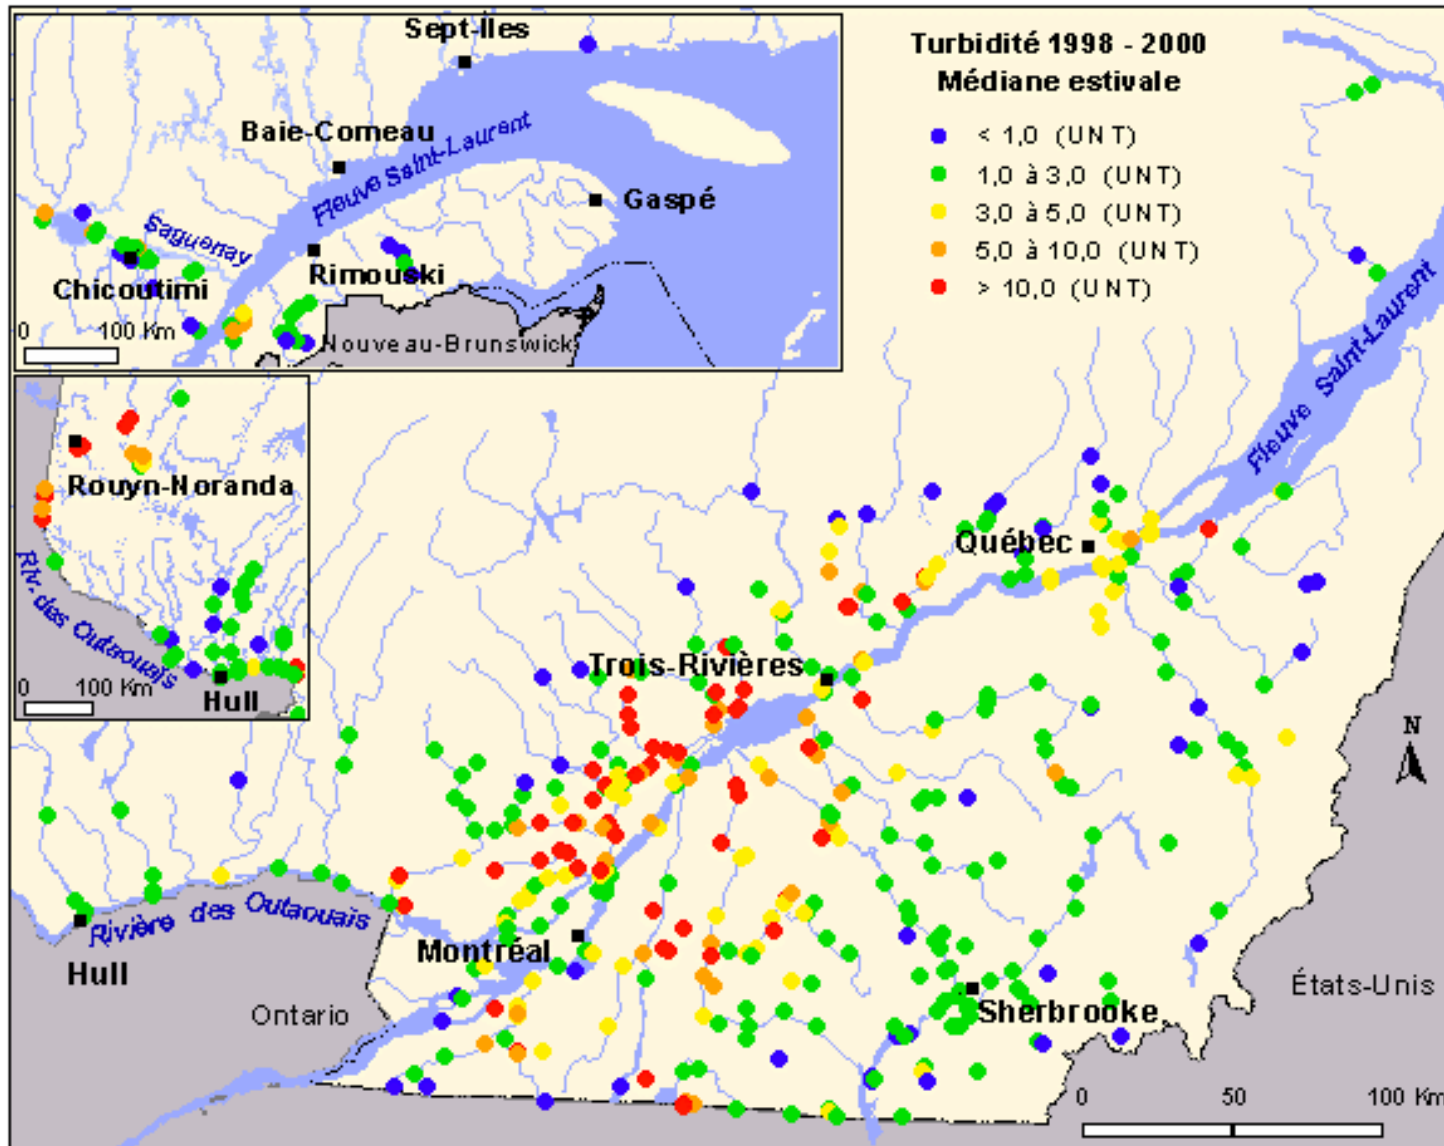 Turbidité 1998 - 2000
Médiane estivale
< 1,0 (UNT)
1,0 à 3,0 (UNT)
3,0 à 5,0 (UNT)
5,0 à 10,0 (UNT)
> 10,0 (UNT)
Sept-Iles
Baie-Comeau
Fleuve Saint-Laurent
Gaspé
Saguenay
Rimouski
Chicoutimi
0 100 Km
Nouveau-Brunswick
Rouyn-Noranda
Riv. des Outaouais
0 100 Km
Hull
Fleuve Saint-Laurent
Québec
Trois-Rivières
N
Rivière des Outaouais
Montréal
Hull
Ontario
États-Unis
Sherbrooke
0 50 100 Km